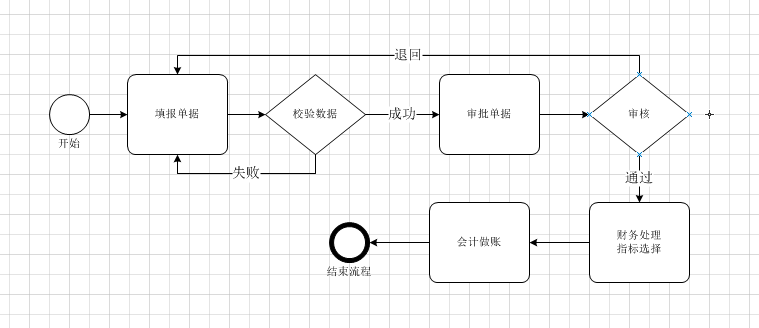 退回
填报单据
校验数据
成功
审批单据
审核
开始
失败
通过
财务处理
指标选择
会计做账
结束流程